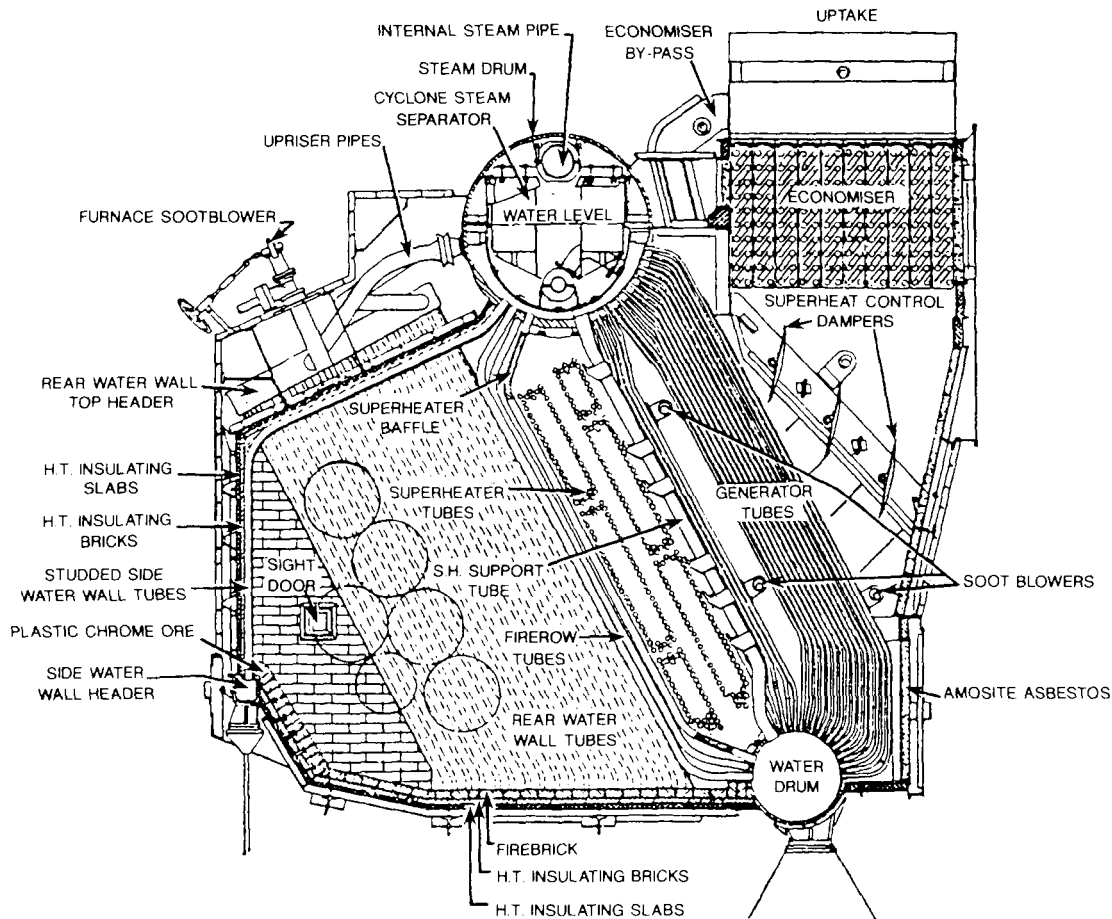 UPTAKE
INTERNAL STEAM PIPE
ECONOMISER
BY-PASS
STEAM DRUM
CYCLONE STEAM
SEPARATOR
UPRISER PIPES
FURNACE SOOTBLOWER
WATER LEVEL
ECONOMISER
SUPERHEAT CONTROL
DAMPERS
REAR WATER WALL
TOP HEADER
SUPERHEATER
BAFFLE
H.T. INSULATING
SLABS
SUPERHEATER
TUBES
GENERATOR
TUBES
H.T. INSULATING
BRICKS
SIGHT
DOOR
S.H. SUPPORT
TUBE
SOOT BLOWERS
STUDDED SIDE
WATER WALL TUBES
PLASTIC CHROME ORE
FIREROW
TUBES
SIDE WATER
WALL HEADER
AMOSITE ASBESTOS
REAR WATER
WALL TUBES
WATER
DRUM
FIREBRICK
H.T. INSULATING BRICKS
H.T. INSULATING SLABS